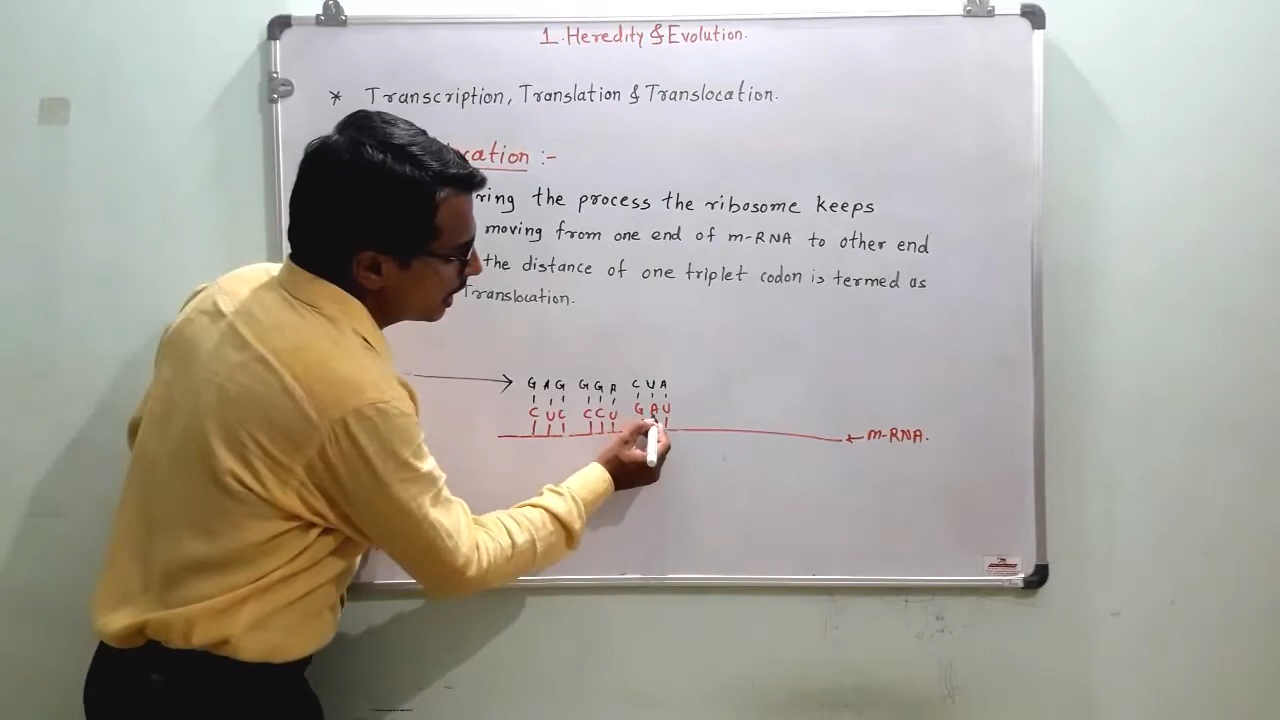 1. Heredity & Evolution.
* Transcription, Translation & Translocation.
cation :-
ring the process the ribosome keeps
moving from one end of m-RNA to other end
the distance of one triplet codon is termed as
Translocation.
G A G G G A C U A
C U C C C U G A U
m-RNA.